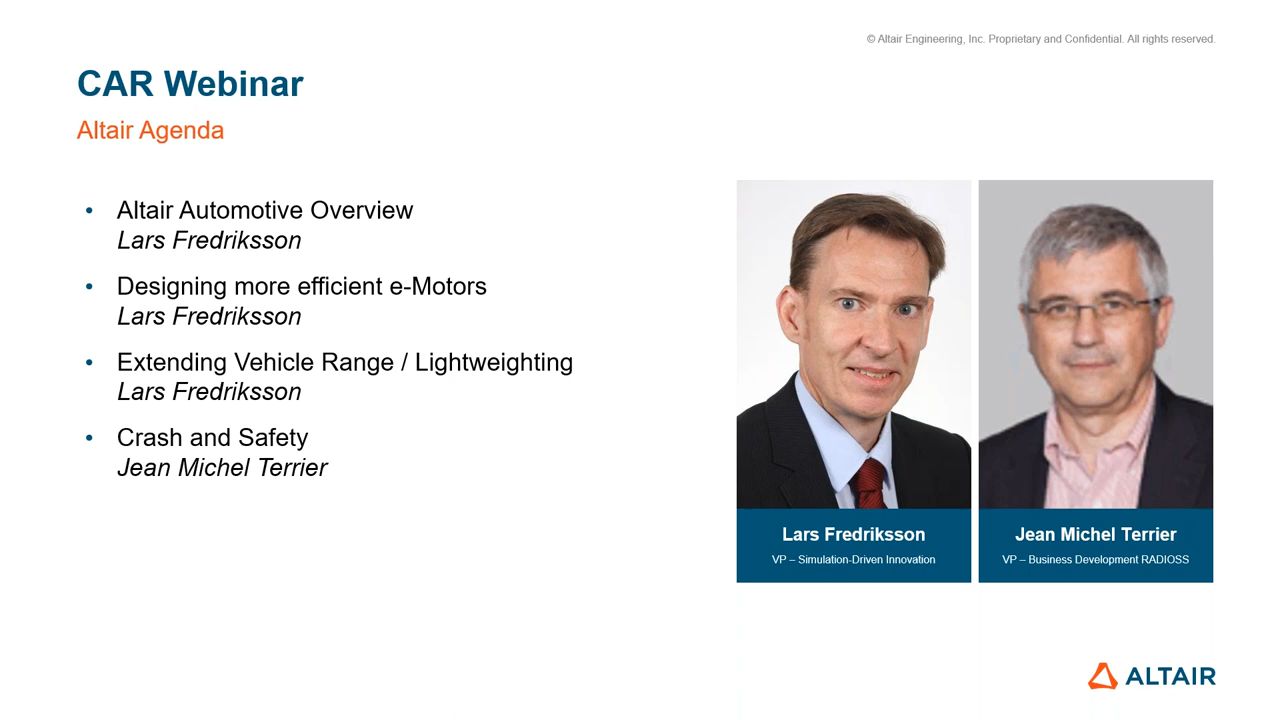 © Altair Engineering, Inc. Proprietary and Confidential. All rights reserved.
CAR Webinar
Altair Agenda
• Altair Automotive Overview
Lars Fredriksson
• Designing more efficient e-Motors
Lars Fredriksson
• Extending Vehicle Range / Lightweighting
Lars Fredriksson
• Crash and Safety
Jean Michel Terrier
Lars Fredriksson
VP – Simulation-Driven Innovation
Jean Michel Terrier
VP – Business Development RADIOSS
ALTAIR